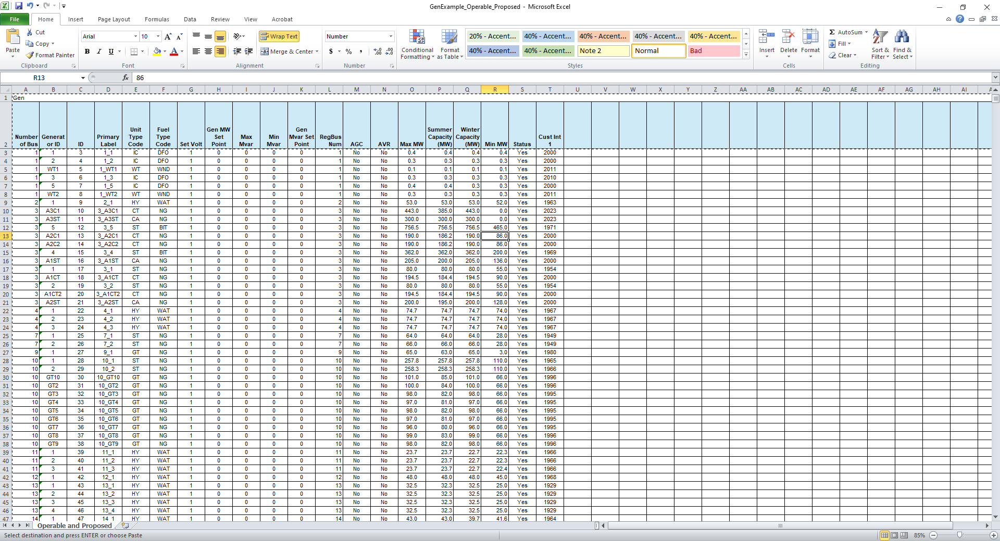 GenExample_Operable_Proposed - Microsoft Excel
File Home Insert Page Layout Formulas Data Review View Acrobat
Paste Cut Copy Format Painter Clipboard
Arial 10 A A B I U A Font
Wrap Text Merge & Center Alignment
Number $ % , .00 .0 Number
Conditional Formatting Format as Table
20% - Accent... 40% - Accent... 40% - Accent... 40% - Accent... 40% - Accent...
40% - Accent... 40% - Accent... Note 2 Normal Bad
Styles
Insert Delete Format Cells
Σ AutoSum Fill Clear Sort & Filter Find & Select Editing
R13 fx 86
A B C D E F G H I J K L M N O P Q R S T U V W X Y Z AA AB AC AD AE AF AG AH AI
1 Gen
2 Number of Bus Generator ID ID Primary Label Unit Type Code Fuel Type Code Set Volt Gen MW Set Point Max Mvar Min Mvar Gen Mvar Set Point RegBus Num AGC AVR Max MW Summer Capacity (MW) Winter Capacity (MW) Min MW Status Cust Int 1
3 1 1 3 1_1 IC DFO 1 0 0 0 0 1 No No 0.4 0.4 0.4 0.4 Yes 2000
4 1 2 4 1_2 IC DFO 1 0 0 0 0 1 No No 0.3 0.3 0.3 0.3 Yes 2000
5 1 WT1 5 1_WT1 WT WND 1 0 0 0 0 1 No No 0.1 0.1 0.1 0.1 Yes 2011
6 1 3 6 1_3 IC DFO 1 0 0 0 0 1 No No 0.3 0.3 0.3 0.3 Yes 2010
7 1 5 7 1_5 IC DFO 1 0 0 0 0 1 No No 0.4 0.4 0.3 0.3 Yes 2000
8 1 WT2 8 1_WT2 WT WND 1 0 0 0 0 1 No No 0.3 0.3 0.3 0.3 Yes 2011
9 2 1 9 2_1 HY WAT 1 0 0 0 0 2 No No 53.0 53.0 53.0 52.0 Yes 1963
10 3 A3C1 10 3_A3C1 CT NG 1 0 0 0 0 3 No No 443.0 385.0 443.0 0.0 Yes 2023
11 3 A3ST 11 3_A3ST CA NG 1 0 0 0 0 3 No No 300.0 300.0 300.0 0.0 Yes 2023
12 3 5 12 3_5 ST BIT 1 0 0 0 0 3 No No 756.5 756.5 756.5 465.0 Yes 1971
13 3 A2C1 13 3_A2C1 CT NG 1 0 0 0 0 3 No No 190.0 186.2 190.0 86.0 Yes 2000
14 3 A2C2 14 3_A2C2 CT NG 1 0 0 0 0 3 No No 190.0 186.2 190.0 86.0 Yes 2000
15 3 4 15 3_4 ST BIT 1 0 0 0 0 3 No No 362.0 362.0 362.0 200.0 Yes 1969
16 3 A1ST 16 3_A1ST CA NG 1 0 0 0 0 3 No No 205.0 200.0 205.0 136.0 Yes 2000
17 3 1 17 3_1 ST NG 1 0 0 0 0 3 No No 80.0 80.0 80.0 55.0 Yes 1954
18 3 A1CT 18 3_A1CT CT NG 1 0 0 0 0 3 No No 194.5 184.4 194.5 90.0 Yes 2000
19 3 2 19 3_2 ST NG 1 0 0 0 0 3 No No 80.0 80.0 80.0 55.0 Yes 1954
20 3 A1CT2 20 3_A1CT2 CT NG 1 0 0 0 0 3 No No 194.5 184.4 194.5 90.0 Yes 2000
21 3 A2ST 21 3_A2ST CA NG 1 0 0 0 0 3 No No 200.0 195.0 200.0 128.0 Yes 2000
22 4 1 22 4_1 HY WAT 1 0 0 0 0 4 No No 74.7 74.7 74.7 74.0 Yes 1967
23 4 2 23 4_2 HY WAT 1 0 0 0 0 4 No No 74.7 74.7 74.7 74.0 Yes 1967
24 4 3 24 4_3 HY WAT 1 0 0 0 0 4 No No 74.7 74.7 74.7 74.0 Yes 1967
25 7 1 25 7_1 ST NG 1 0 0 0 0 7 No No 64.0 64.0 64.0 28.0 Yes 1949
26 7 2 26 7_2 ST NG 1 0 0 0 0 7 No No 66.0 66.0 66.0 28.0 Yes 1949
27 9 1 27 9_1 GT NG 1 0 0 0 0 9 No No 65.0 63.0 65.0 3.0 Yes 1980
28 10 1 28 10_1 ST NG 1 0 0 0 0 10 No No 257.8 257.8 257.8 110.0 Yes 1965
29 10 2 29 10_2 ST NG 1 0 0 0 0 10 No No 258.3 258.3 258.3 110.0 Yes 1966
30 10 GT10 30 10_GT10 GT NG 1 0 0 0 0 10 No No 101.0 85.0 101.0 66.0 Yes 1996
31 10 GT2 31 10_GT2 GT NG 1 0 0 0 0 10 No No 100.0 84.0 100.0 66.0 Yes 1996
32 10 GT3 32 10_GT3 GT NG 1 0 0 0 0 10 No No 98.0 82.0 98.0 66.0 Yes 1995
33 10 GT4 33 10_GT4 GT NG 1 0 0 0 0 10 No No 97.0 81.0 97.0 66.0 Yes 1995
34 10 GT5 34 10_GT5 GT NG 1 0 0 0 0 10 No No 98.0 82.0 98.0 66.0 Yes 1995
35 10 GT6 35 10_GT6 GT NG 1 0 0 0 0 10 No No 97.0 81.0 97.0 66.0 Yes 1995
36 10 GT7 36 10_GT7 GT NG 1 0 0 0 0 10 No No 96.0 80.0 96.0 66.0 Yes 1995
37 10 GT8 37 10_GT8 GT NG 1 0 0 0 0 10 No No 99.0 83.0 99.0 66.0 Yes 1996
38 10 GT9 38 10_GT9 GT NG 1 0 0 0 0 10 No No 98.0 82.0 98.0 66.0 Yes 1996
39 11 1 39 11_1 HY WAT 1 0 0 0 0 11 No No 23.7 23.7 22.7 22.3 Yes 1966
40 11 2 40 11_2 HY WAT 1 0 0 0 0 11 No No 23.7 23.7 22.7 22.3 Yes 1966
41 11 3 41 11_3 HY WAT 1 0 0 0 0 11 No No 23.7 23.7 22.7 22.4 Yes 1966
42 12 1 42 12_1 HY WAT 1 0 0 0 0 12 No No 48.0 48.0 48.0 45.0 Yes 1968
43 13 1 43 13_1 HY WAT 1 0 0 0 0 13 No No 32.5 32.3 32.5 25.0 Yes 1929
44 13 2 44 13_2 HY WAT 1 0 0 0 0 13 No No 32.5 32.3 32.5 25.0 Yes 1929
45 13 3 45 13_3 HY WAT 1 0 0 0 0 13 No No 32.5 32.3 32.5 25.0 Yes 1929
46 13 4 46 13_4 HY WAT 1 0 0 0 0 13 No No 32.5 32.3 32.5 25.0 Yes 1929
47 14 1 47 14_1 HY WAT 1 0 0 0 0 14 No No 43.0 43.0 39.7 41.6 Yes 1964
Operable and Proposed
Select destination and press ENTER or choose Paste 85%